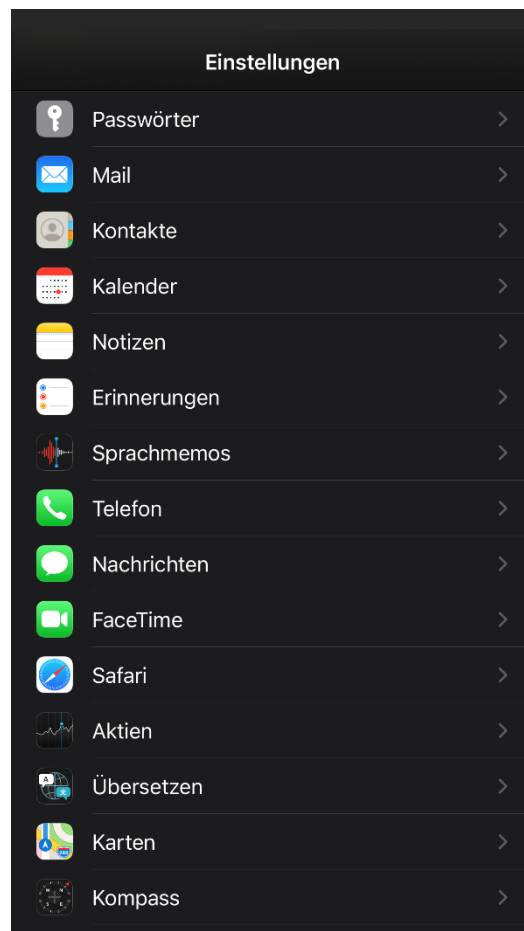 Einstellungen
Passwörter
Mail
Kontakte
Kalender
Notizen
Erinnerungen
Sprachmemos
Telefon
Nachrichten
FaceTime
Safari
Aktien
Übersetzen
Karten
Kompass